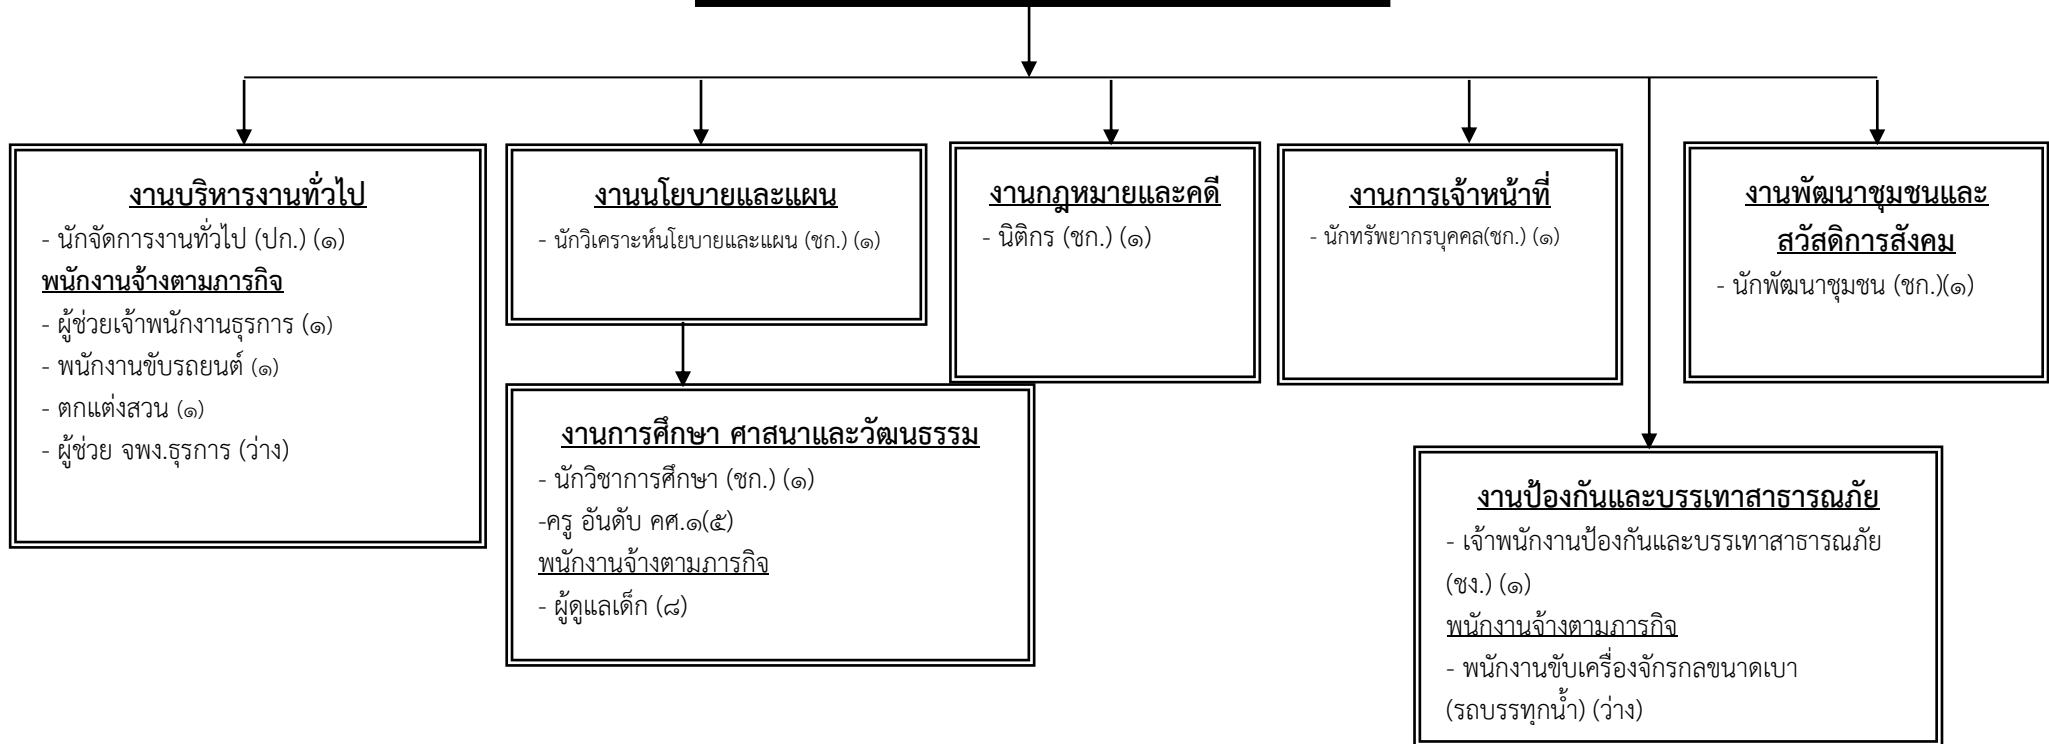 งานบริหารงานทั่วไป
- นักจัดการงานทั่วไป (ปก.) (๑)
พนักงานจ้างตามภารกิจ
- ผู้ช่วยเจ้าพนักงานธุรการ (๑)
- พนักงานขับรถยนต์ (๑)
- ตกแต่งสวน (๑)
- ผู้ช่วย จพง.ธุรการ (ว่าง)
งานนโยบายและแผน
- นักวิเคราะห์นโยบายและแผน (ชก.) (๑)
งานกฎหมายและคดี
- นิติกร (ชก.) (๑)
งานการเจ้าหน้าที่
- นักทรัพยากรบุคคล(ชก.) (๑)
งานพัฒนาชุมชนและ
สวัสดิการสังคม
- นักพัฒนาชุมชน (ชก.)(๑)
งานการศึกษา ศาสนาและวัฒนธรรม
- นักวิชาการศึกษา (ชก.) (๑)
-ครู อันดับ คศ.๑(๕)
พนักงานจ้างตามภารกิจ
- ผู้ดูแลเด็ก (๘)
งานป้องกันและบรรเทาสาธารณภัย
- เจ้าพนักงานป้องกันและบรรเทาสาธารณภัย
(ชง.) (๑)
พนักงานจ้างตามภารกิจ
- พนักงานขับเครื่องจักรกลขนาดเบา
(รถบรรทุกน้ำ) (ว่าง)